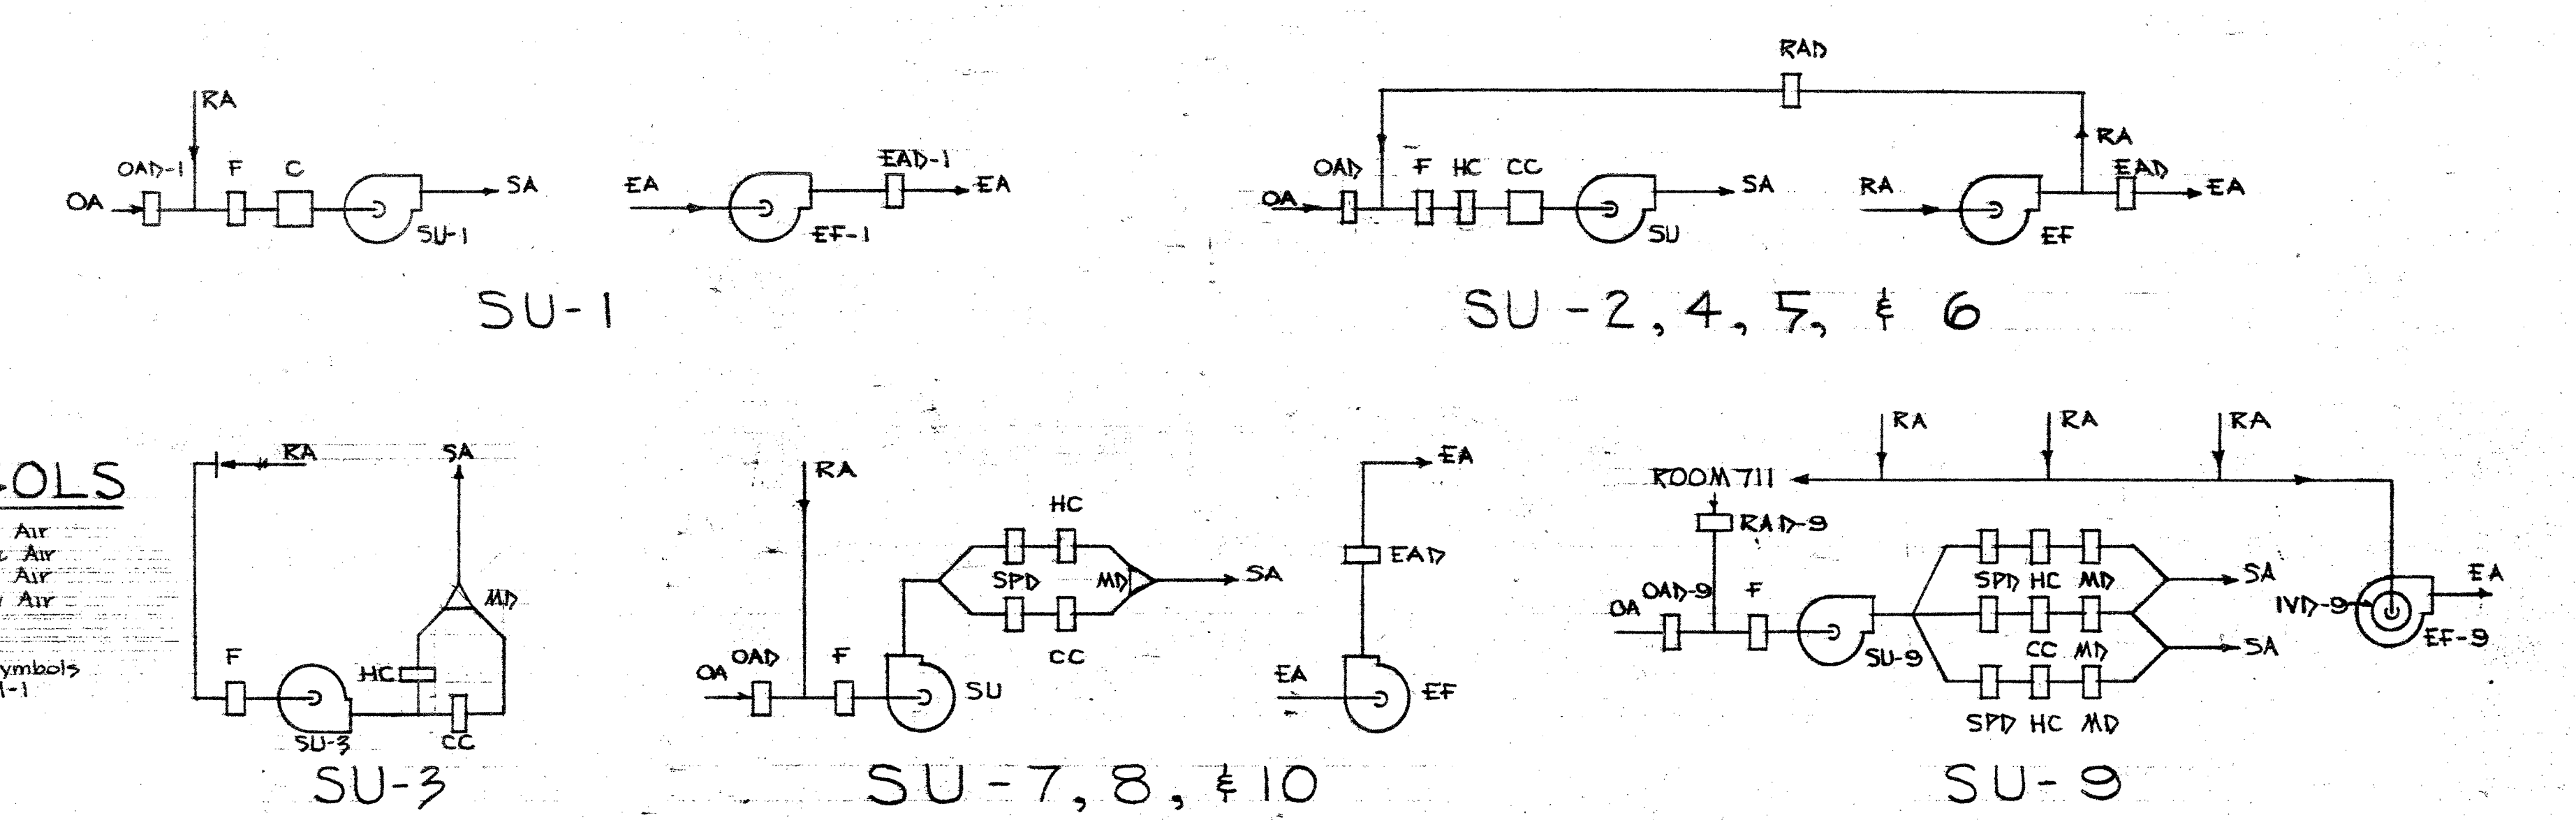 RA
OAD-1 F C
OA SA
SU-1
EAD-1
EA EA
EF-1
SU-1
RAD
RA
OAD F HC CC
OA SA
SU
EAD
RA EA
EF
SU-2, 4, 5, & 6
OLS
Air
Air
Air
Air
ymbols
-1
RA SA
MD
F HC
SU-3 CC
SU-3
RA
HC
SPD MD SA
OAD F CC
OA
SU
EA
EAD
EA EF
SU-7, 8, & 10
RA RA RA
ROOM 711
RAD-9
OAD-9 F
OA
SU-9
SPD HC MD
CC MD
SPD HC MD
SA
SA
IVD-9
EA
EF-9
SU-9